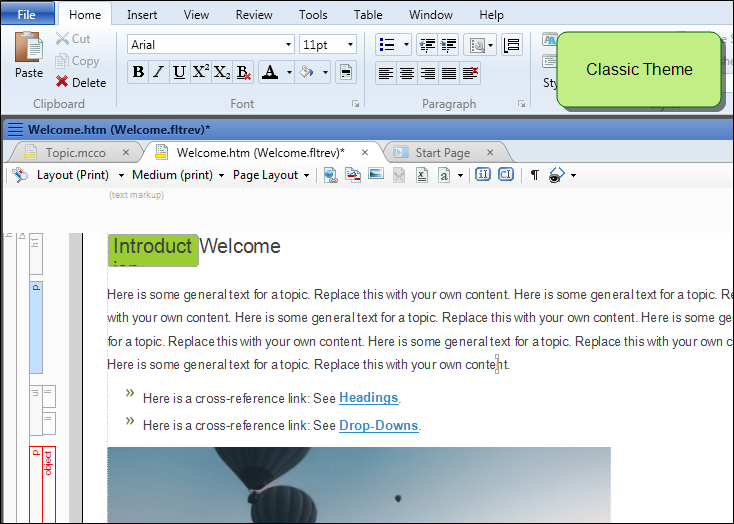 File Home Insert View Review Tools Table Window Help
Paste
Cut
Copy
Delete
Clipboard
Arial 11pt
B I U X² X₂ B A
Font
Paragraph
Classic Theme
Welcome.htm (Welcome.fltrev)*
Topic.mcco × Welcome.htm (Welcome.fltrev)* × Start Page ×
Layout (Print) Medium (print) Page Layout x a ¶
(text markup)
h1
Introduct Welcome
p
Here is some general text for a topic. Replace this with your own content. Here is some general text for a topic. R
with your own content. Here is some general text for a topic. Replace this with your own content. Here is some ge
for a topic. Replace this with your own content. Here is some general text for a topic. Replace this with your own c
Here is some general text for a topic. Replace this with your own content.
» Here is a cross-reference link: See Headings.
» Here is a cross-reference link: See Drop-Downs.
p
object